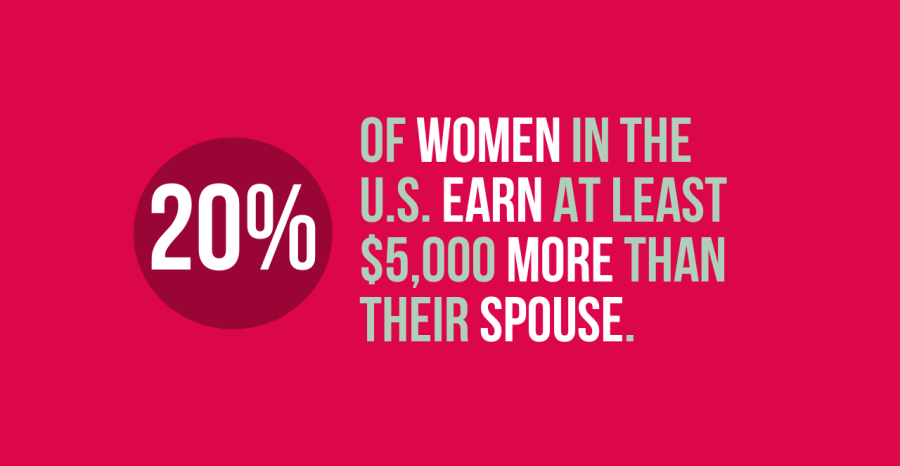 20%
OF WOMEN IN THE
U.S. EARN AT LEAST
$5,000 MORE THAN
THEIR SPOUSE.